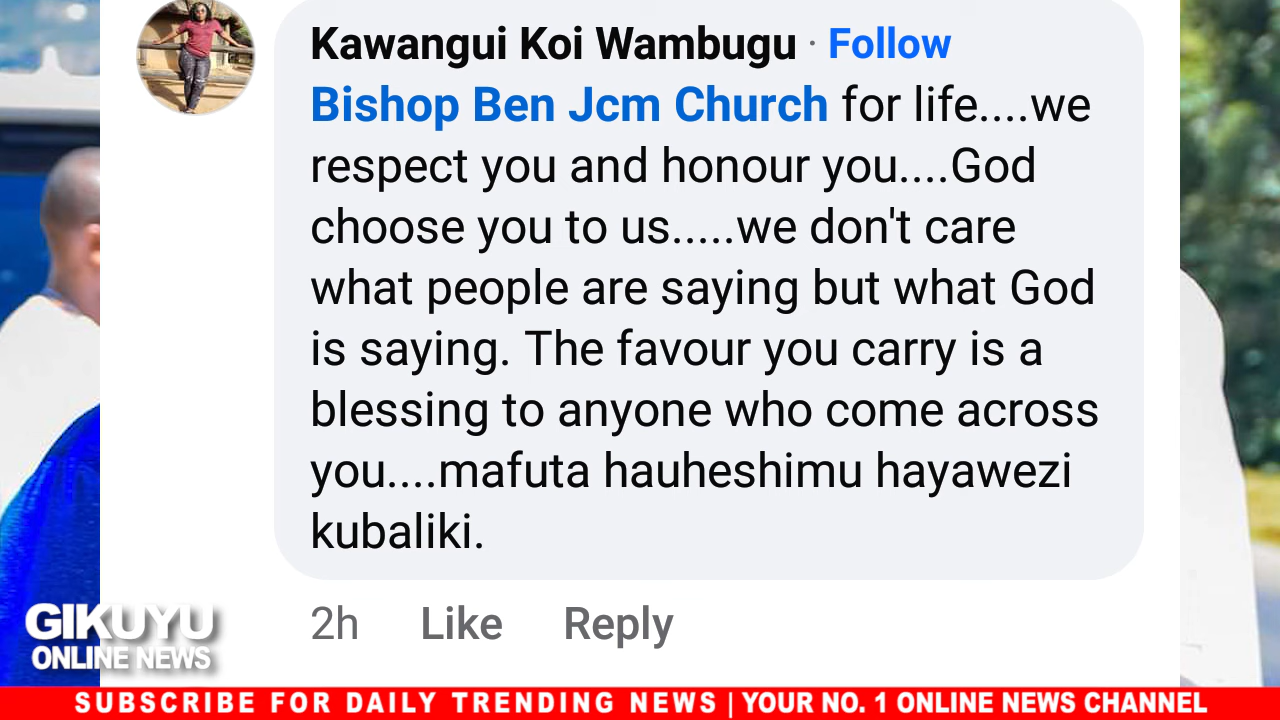 Kawangui Koi Wambugu · Follow
Bishop Ben Jcm Church for life....we
respect you and honour you....God
choose you to us.....we don't care
what people are saying but what God
is saying. The favour you carry is a
blessing to anyone who come across
you....mafuta hauheshimu hayawezi
kubaliki.
2h Like Reply
GIKUYU
ONLINE NEWS
SUBSCRIBE FOR DAILY TRENDING NEWS | YOUR NO. 1 ONLINE NEWS CHANNEL